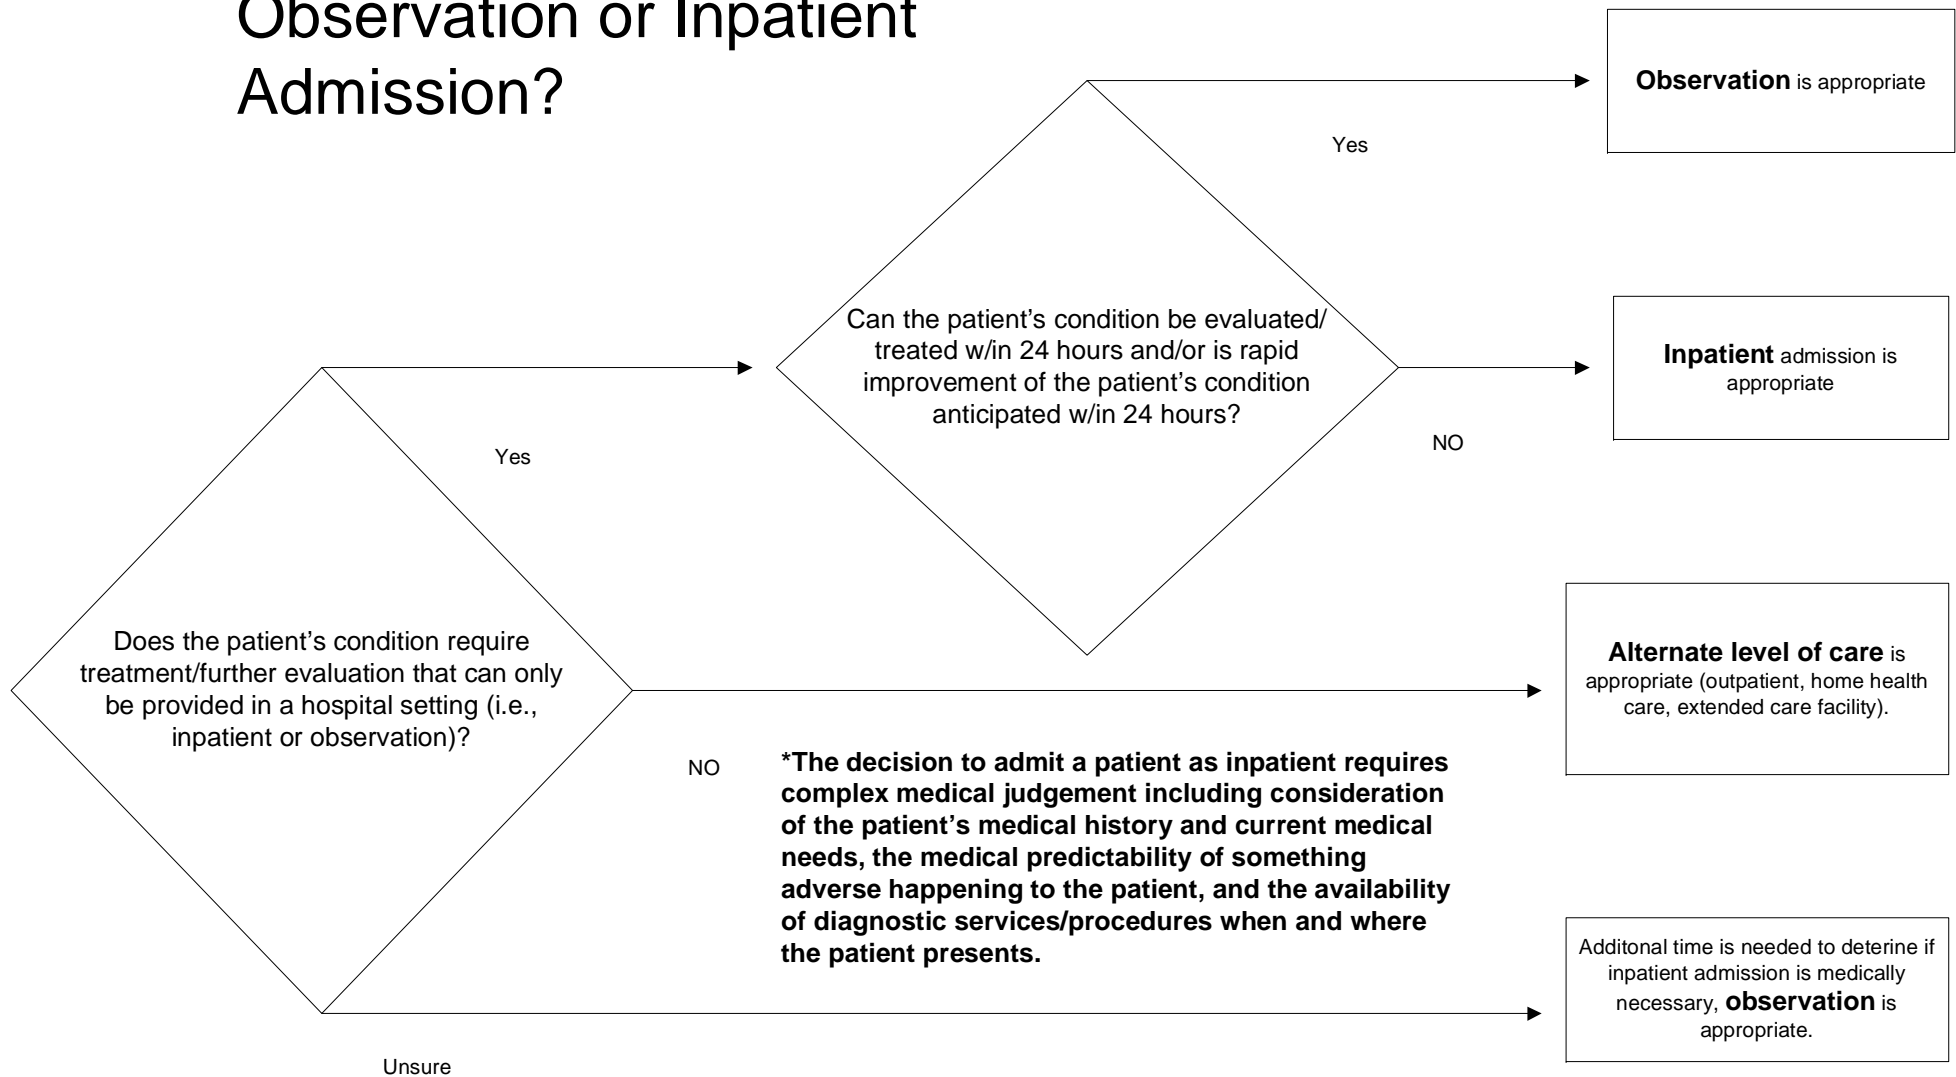 Observation or Inpatient
Admission?
Observation is appropriate
Yes
Can the patient’s condition be evaluated/
treated w/in 24 hours and/or is rapid
improvement of the patient’s condition
anticipated w/in 24 hours?
Inpatient admission is
appropriate
NO
Yes
Does the patient’s condition require
treatment/further evaluation that can only
be provided in a hospital setting (i.e.,
inpatient or observation)?
Alternate level of care is
appropriate (outpatient, home health
care, extended care facility).
NO
*The decision to admit a patient as inpatient requires
complex medical judgement including consideration
of the patient’s medical history and current medical
needs, the medical predictability of something
adverse happening to the patient, and the availability
of diagnostic services/procedures when and where
the patient presents.
Additonal time is needed to deterine if
inpatient admission is medically
necessary, observation is
appropriate.
Unsure